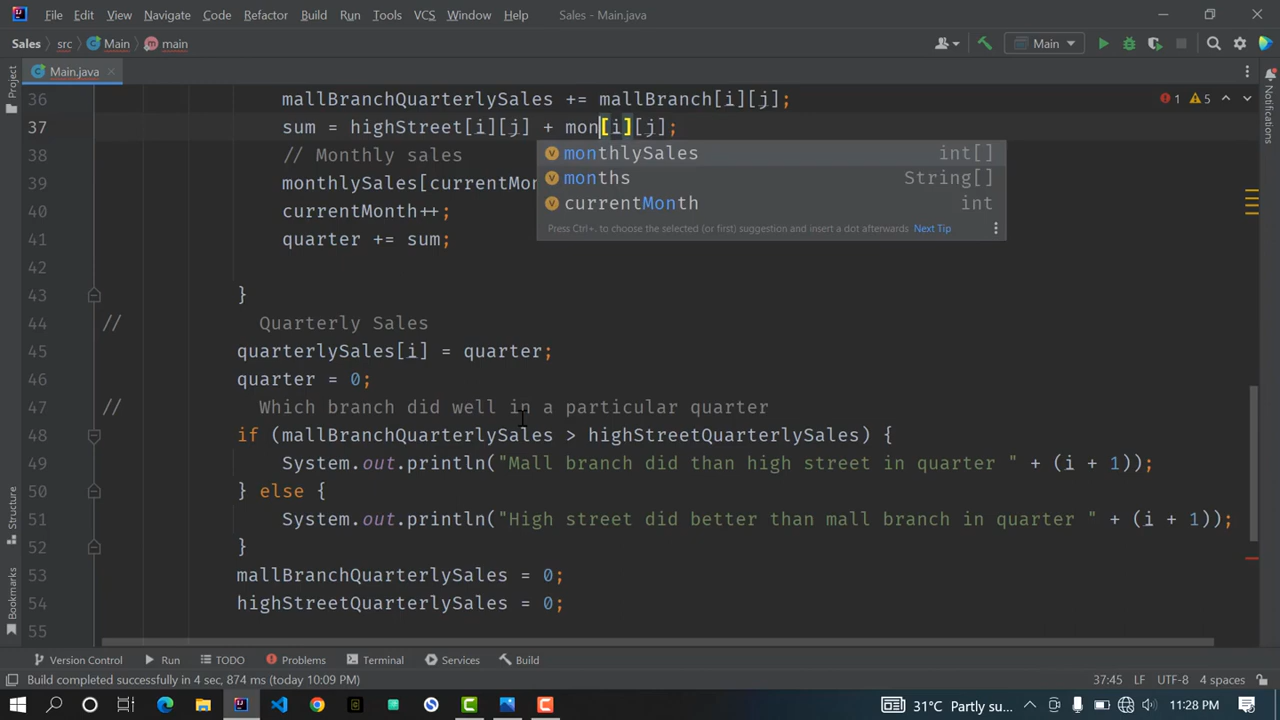 File Edit View Navigate Code Refactor Build Run Tools VCS Window Help Sales - Main.java
Sales src Main main Main
Main.java
Project
36 mallBranchQuarterlySales += mallBranch[i][j]; 1 5
37 sum = highStreet[i][j] + mon[i][j];
38 // Monthly sales
monthlySales int[]
months String[]
currentMonth int
Press Ctrl+. to choose the selected (or first) suggestion and insert a dot afterwards Next Tip
39 monthlySales[currentMon
40 currentMonth++;
41 quarter += sum;
42
43 }
44 // Quarterly Sales
45 quarterlySales[i] = quarter;
46 quarter = 0;
47 // Which branch did well in a particular quarter
48 if (mallBranchQuarterlySales > highStreetQuarterlySales) {
49 System.out.println("Mall branch did than high street in quarter " + (i + 1));
50 } else {
51 System.out.println("High street did better than mall branch in quarter " + (i + 1));
52 }
53 mallBranchQuarterlySales = 0;
54 highStreetQuarterlySales = 0;
55
Structure
Bookmarks
Notifications
Version Control Run TODO Problems Terminal Services Build
Build completed successfully in 4 sec, 874 ms (today 10:09 PM) 37:45 LF UTF-8 4 spaces
31°C Partly su... 11:28 PM